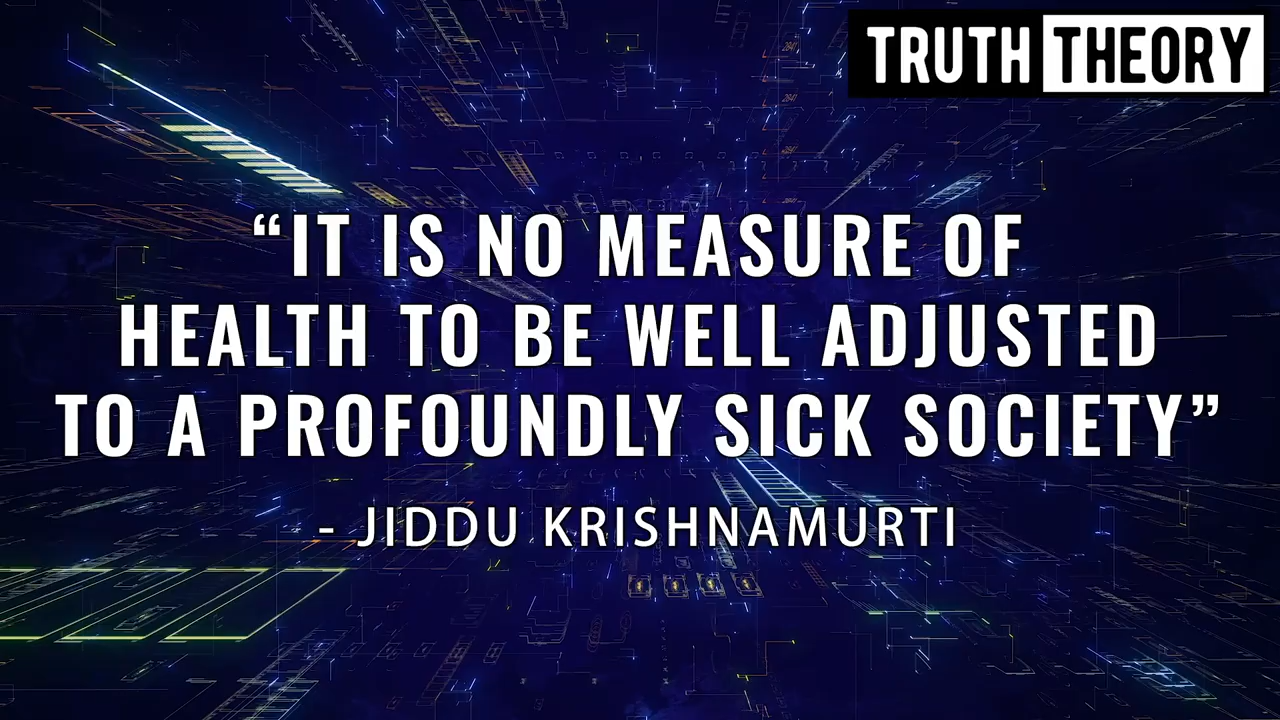 TRUTH THEORY
“IT IS NO MEASURE OF
HEALTH TO BE WELL ADJUSTED
TO A PROFOUNDLY SICK SOCIETY”
- JIDDU KRISHNAMURTI